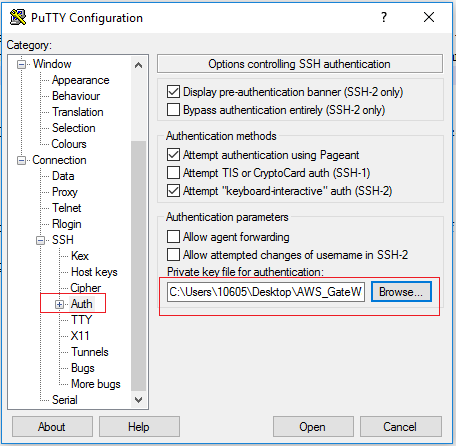 PuTTY Configuration
?
Category:
Window
Appearance
Behaviour
Translation
Selection
Colours
Connection
Data
Proxy
Telnet
Rlogin
SSH
Kex
Host keys
Cipher
Auth
TTY
X11
Tunnels
Bugs
More bugs
Serial
Options controlling SSH authentication
Display pre-authentication banner (SSH-2 only)
Bypass authentication entirely (SSH-2 only)
Authentication methods
Attempt authentication using Pageant
Attempt TIS or CryptoCard auth (SSH-1)
Attempt "keyboard-interactive" auth (SSH-2)
Authentication parameters
Allow agent forwarding
Allow attempted changes of username in SSH-2
Private key file for authentication:
C:\Users\10605\Desktop\AWS_GateW
Browse...
About
Help
Open
Cancel